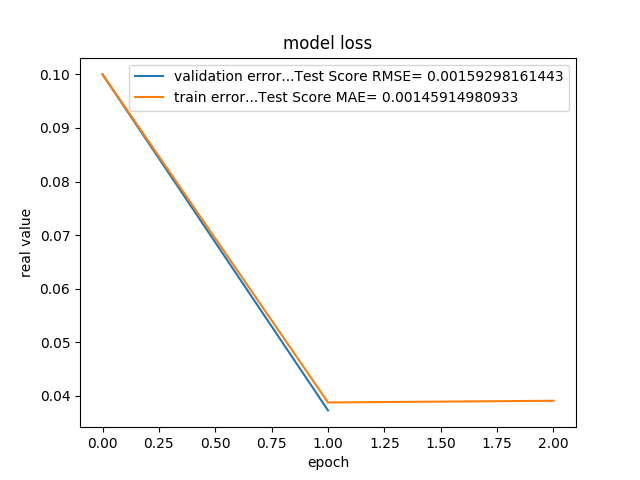 model loss
validation error...Test Score RMSE= 0.00159298161443
train error...Test Score MAE= 0.00145914980933
real value
0.10
0.09
0.08
0.07
0.06
0.05
0.04
0.00 0.25 0.50 0.75 1.00 1.25 1.50 1.75 2.00
epoch